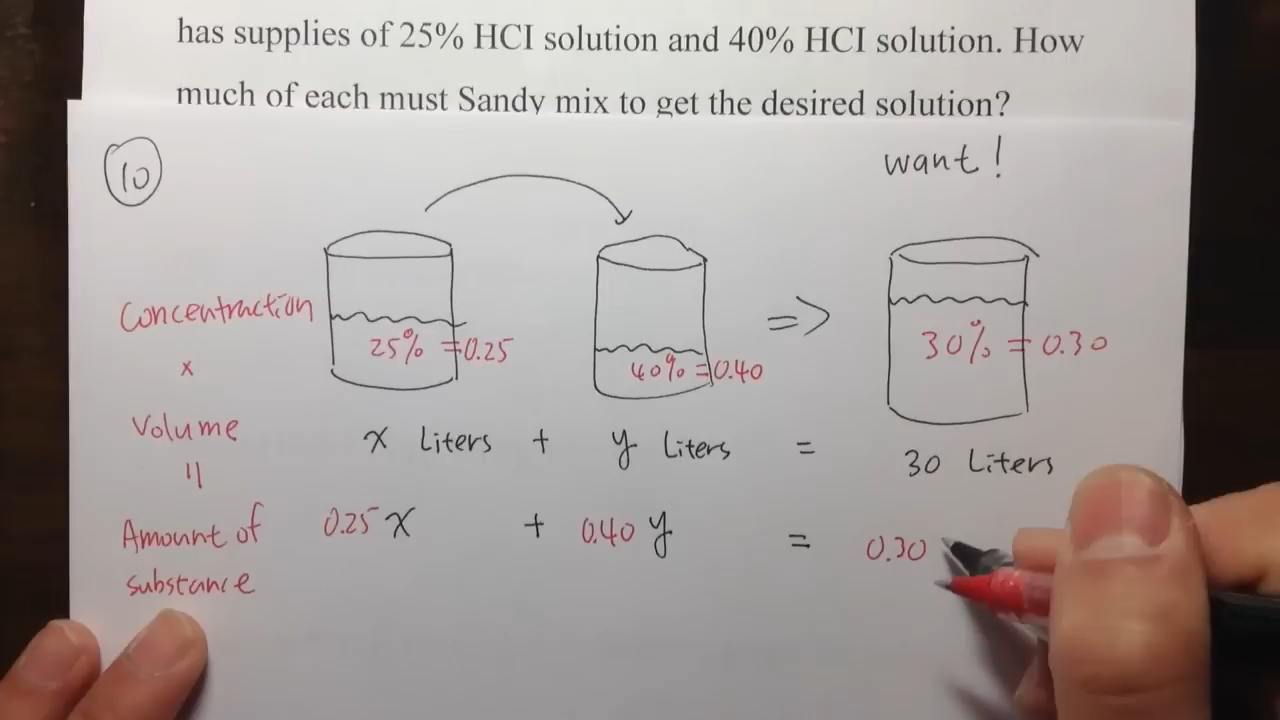 has supplies of 25% HCI solution and 40% HCI solution. How
much of each must Sandy mix to get the desired solution?
10
want!
Concentraction
25% = 0.25
40% = 0.40
=>
30% = 0.30
x
Volume
x Liters + y Liters = 30 Liters
=
Amount of substance
0.25 x + 0.40 y = 0.30